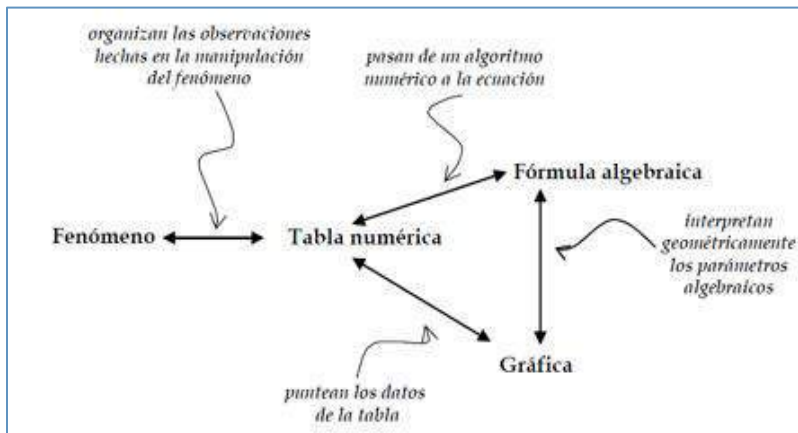 organizan las observaciones
hechas en la manipulación
del fenómeno
pasan de un algoritmo
numérico a la ecuación
Fórmula algebraica
Fenómeno
Tabla numérica
interpretan
geométricamente
los parámetros
algebraicos
Gráfica
puntean los datos
de la tabla